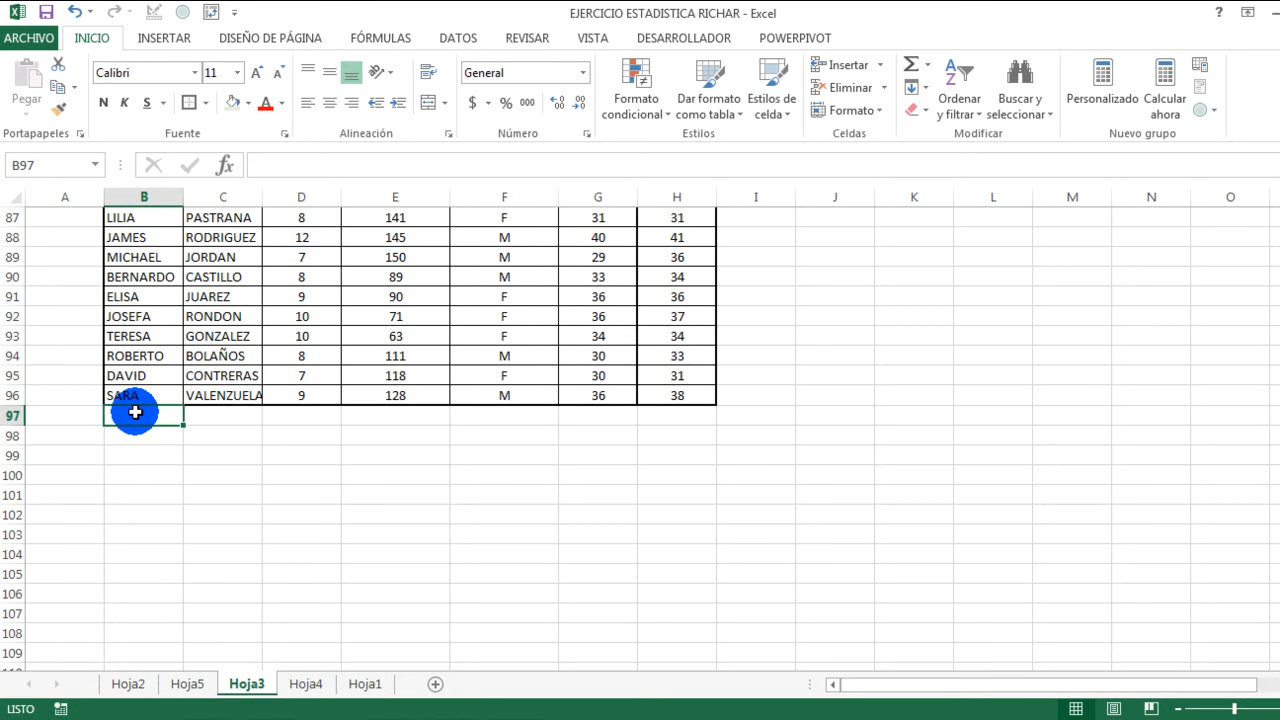 EJERCICIO ESTADISTICA RICHAR - Excel
?
ARCHIVO INICIO INSERTAR DISEÑO DE PÁGINA FÓRMULAS DATOS REVISAR VISTA DESARROLLADOR POWERPIVOT
Pegar
Calibri 11
N K S
Portapapeles
Fuente
Alineación
General
$ % 000
Número
Formato condicional
Dar formato como tabla
Estilos de celda
Estilos
Insertar
Eliminar
Formato
Celdas
Ordenar y filtrar
Buscar y seleccionar
Modificar
Personalizado
Calcular ahora
Nuevo grupo
B97 fx
A B C D E F G H I J K L M N O
87 LILIA PASTRANA 8 141 F 31 31
88 JAMES RODRIGUEZ 12 145 M 40 41
89 MICHAEL JORDAN 7 150 M 29 36
90 BERNARDO CASTILLO 8 89 M 33 34
91 ELISA JUAREZ 9 90 F 36 36
92 JOSEFA RONDON 10 71 F 36 37
93 TERESA GONZALEZ 10 63 F 34 34
94 ROBERTO BOLAÑOS 8 111 M 30 33
95 DAVID CONTRERAS 7 118 F 30 31
96 SARA VALENZUELA 9 128 M 36 38
97
98
99
100
101
102
103
104
105
106
107
108
109
Hoja2 Hoja5 Hoja3 Hoja4 Hoja1
LISTO